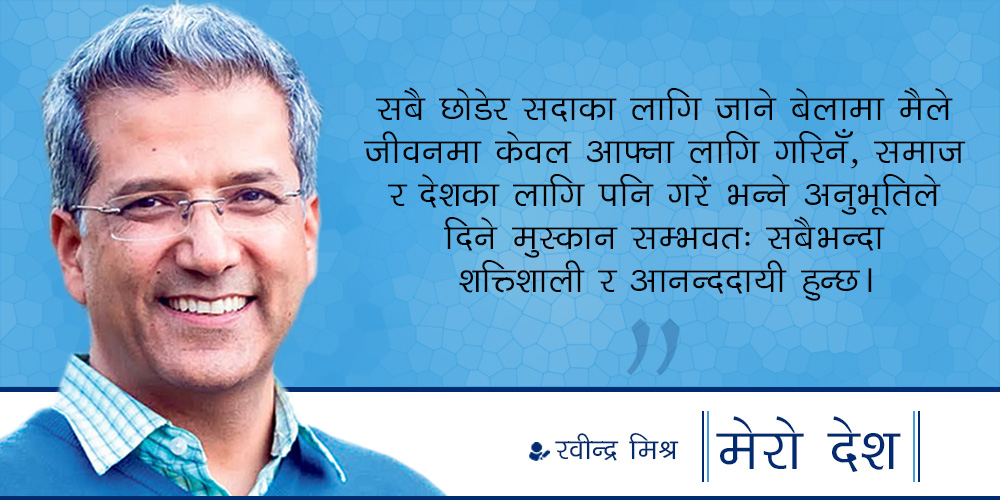 सबै छोडेर सदाका लागि जाने बेलामा मैले
जीवनमा केवल आफ्ना लागि गरिनँ, समाज
र देशका लागि पनि गरें भन्ने अनुभूतिले
दिने मुस्कान सम्भवतः सबैभन्दा
शक्तिशाली र आनन्ददायी हुन्छ।
”
रवीन्द्र मिश्र
मेरो देश